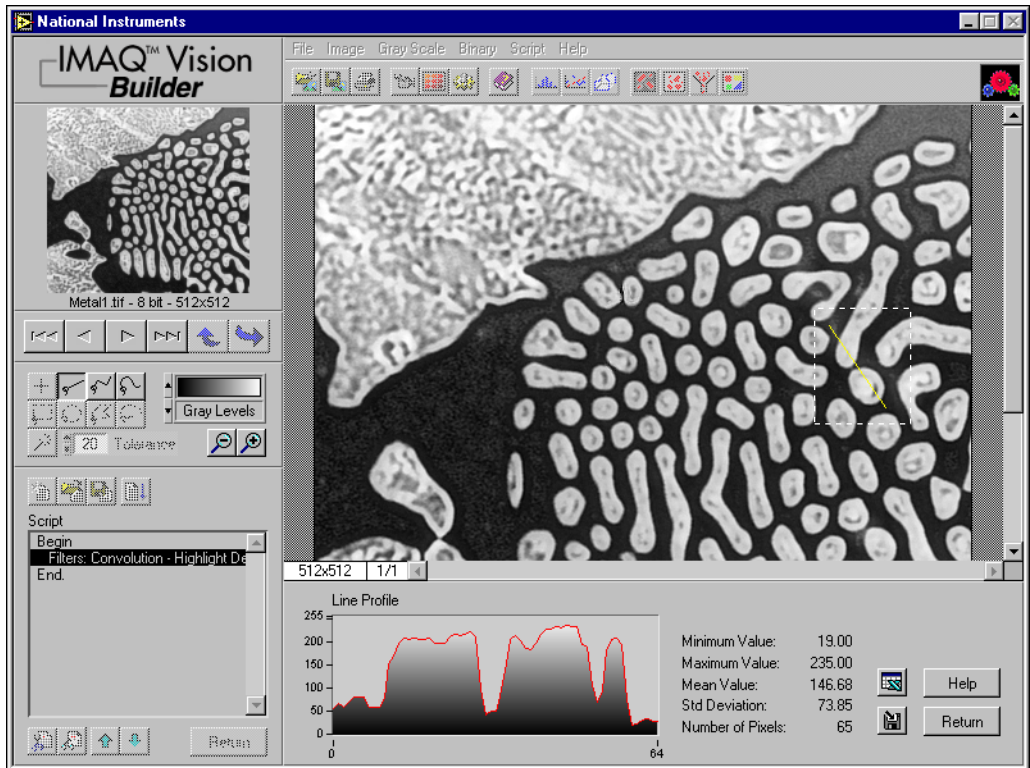 National Instruments
IMAQ™ Vision
Builder
File Image Gray Scale Binary Script Help
Metal1.tif - 8 bit - 512x512
Gray Levels
20 Tolerance
Script
Begin
Filters: Convolution - Highlight De
End.
Return
512x512 1/1
Line Profile
255
200
150
100
50
0
0 64
Minimum Value: 19.00
Maximum Value: 235.00
Mean Value: 146.68
Std Deviation: 73.85
Number of Pixels: 65
Help
Return